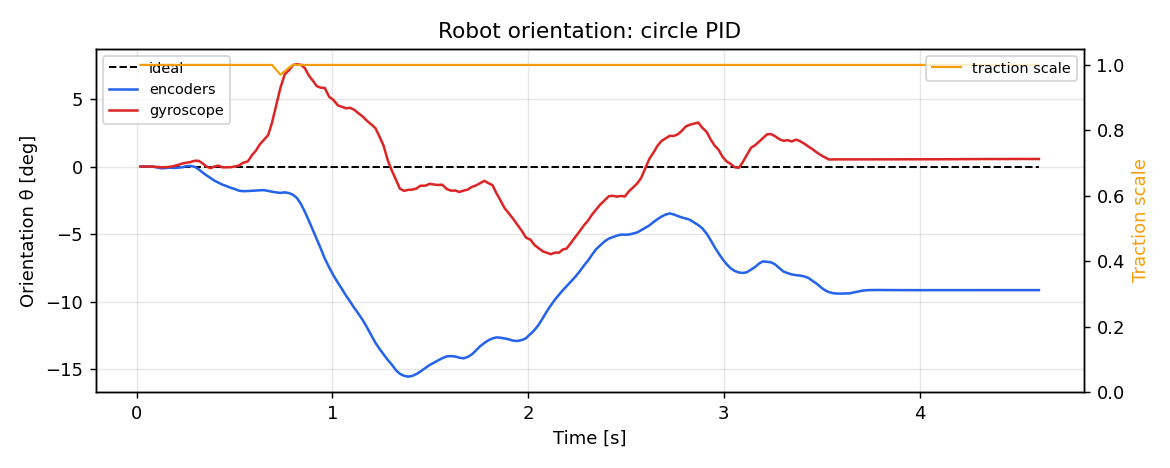 Robot orientation: circle PID
ideal
encoders
gyroscope
traction scale
Orientation θ [deg]
5
0
−5
−10
−15
1.0
0.8
0.6
0.4
0.2
0.0
Traction scale
0 1 2 3 4
Time [s]